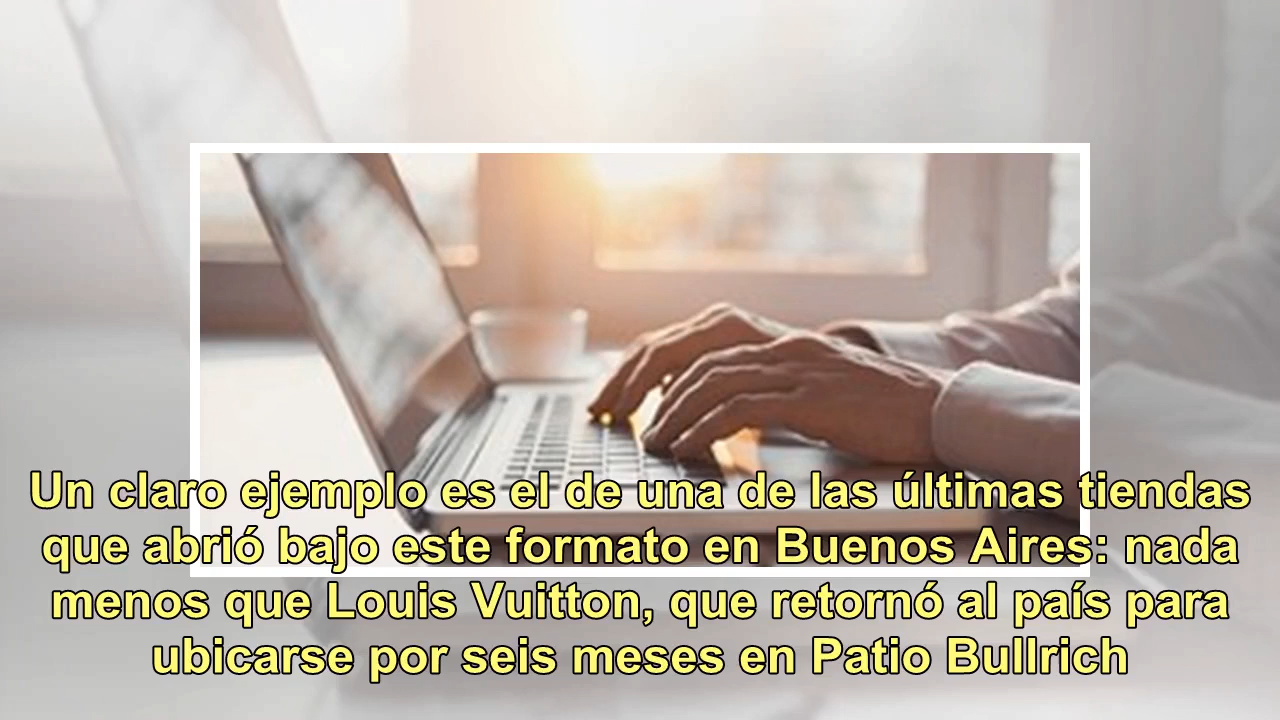 Un claro ejemplo es el de una de las últimas tiendas
que abrió bajo este formato en Buenos Aires: nada
menos que Louis Vuitton, que retornó al país para
ubicarse por seis meses en Patio Bullrich